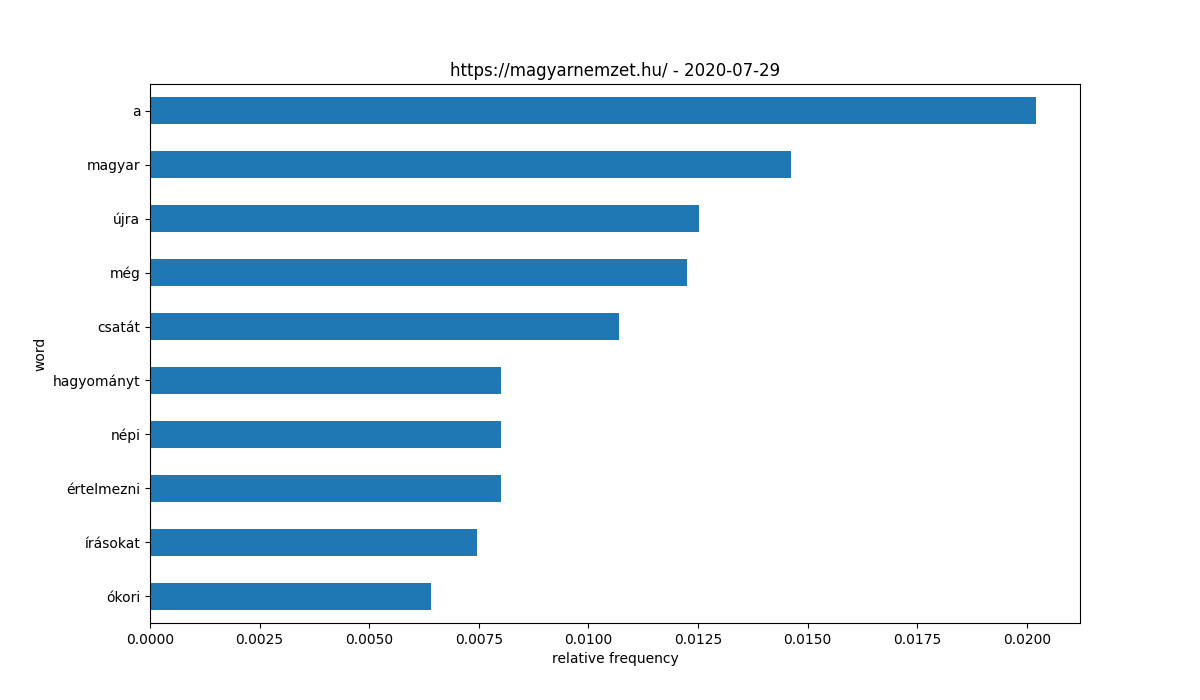 https://magyarnemzet.hu/ - 2020-07-29
a
magyar
újra
még
csatát
word
hagyományt
népi
értelmezni
írásokat
ókori
0.0000 0.0025 0.0050 0.0075 0.0100 0.0125 0.0150 0.0175 0.0200
relative frequency